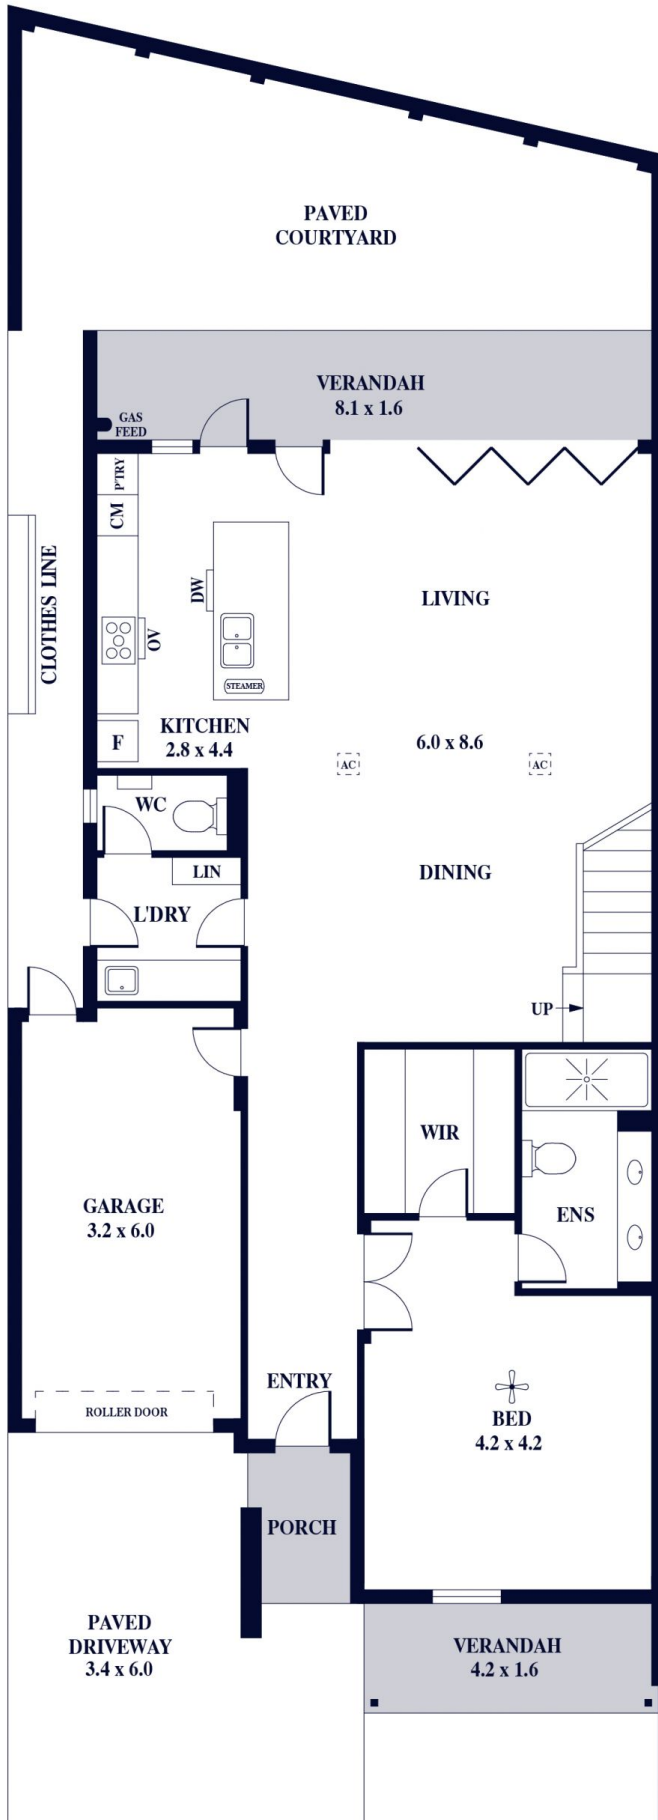 PAVED
COURTYARD
VERANDAH
8.1 x 1.6
GAS
FEED
PTRY
CM
CLOTHES LINE
DW
OV
LIVING
STEAMER
KITCHEN
2.8 x 4.4
F
6.0 x 8.6
AC
AC
WC
LIN
DINING
L'DRY
UP
WIR
GARAGE
3.2 x 6.0
ENS
ENTRY
ROLLER DOOR
BED
4.2 x 4.2
PORCH
PAVED
DRIVEWAY
3.4 x 6.0
VERANDAH
4.2 x 1.6